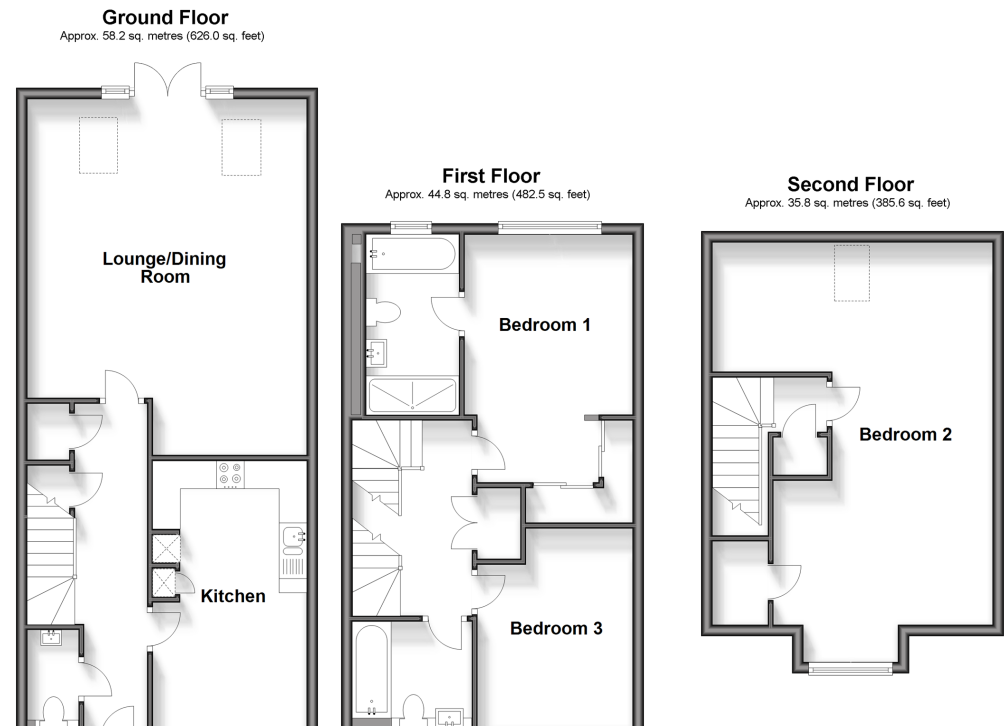 Ground Floor
Approx. 58.2 sq. metres (626.0 sq. feet)
Lounge/Dining
Room
Kitchen
First Floor
Approx. 44.8 sq. metres (482.5 sq. feet)
Bedroom 1
Bedroom 3
Second Floor
Approx. 35.8 sq. metres (385.6 sq. feet)
Bedroom 2